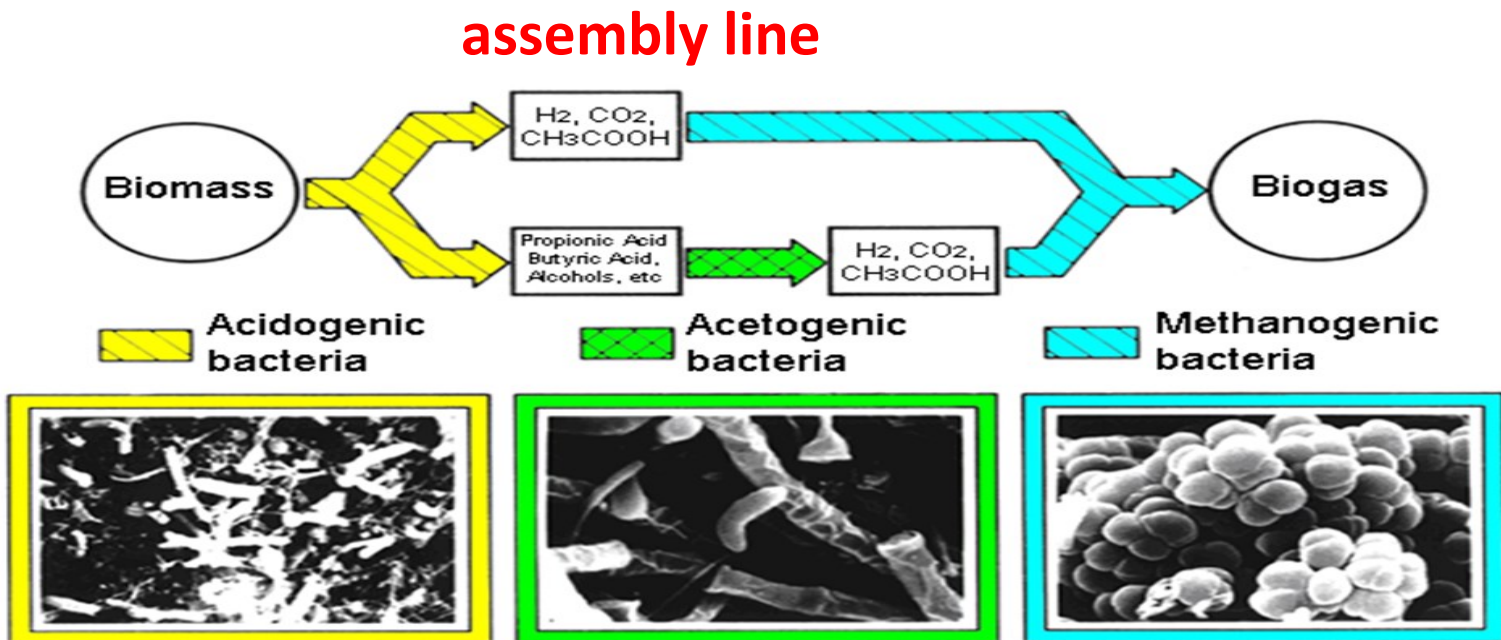 assembly line
Biomass
H2, CO2,
CH3COOH
Propionic Acid
Butyric Acid,
Alcohols, etc
H2, CO2,
CH3COOH
Biogas
Acidogenic
bacteria
Acetogenic
bacteria
Methanogenic
bacteria